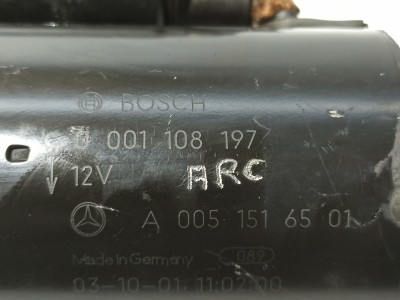 BOSCH
0 001 108 197
12V ARC
A 005 151 65 01
Made in Germany 089
03-10-01 11:02:00